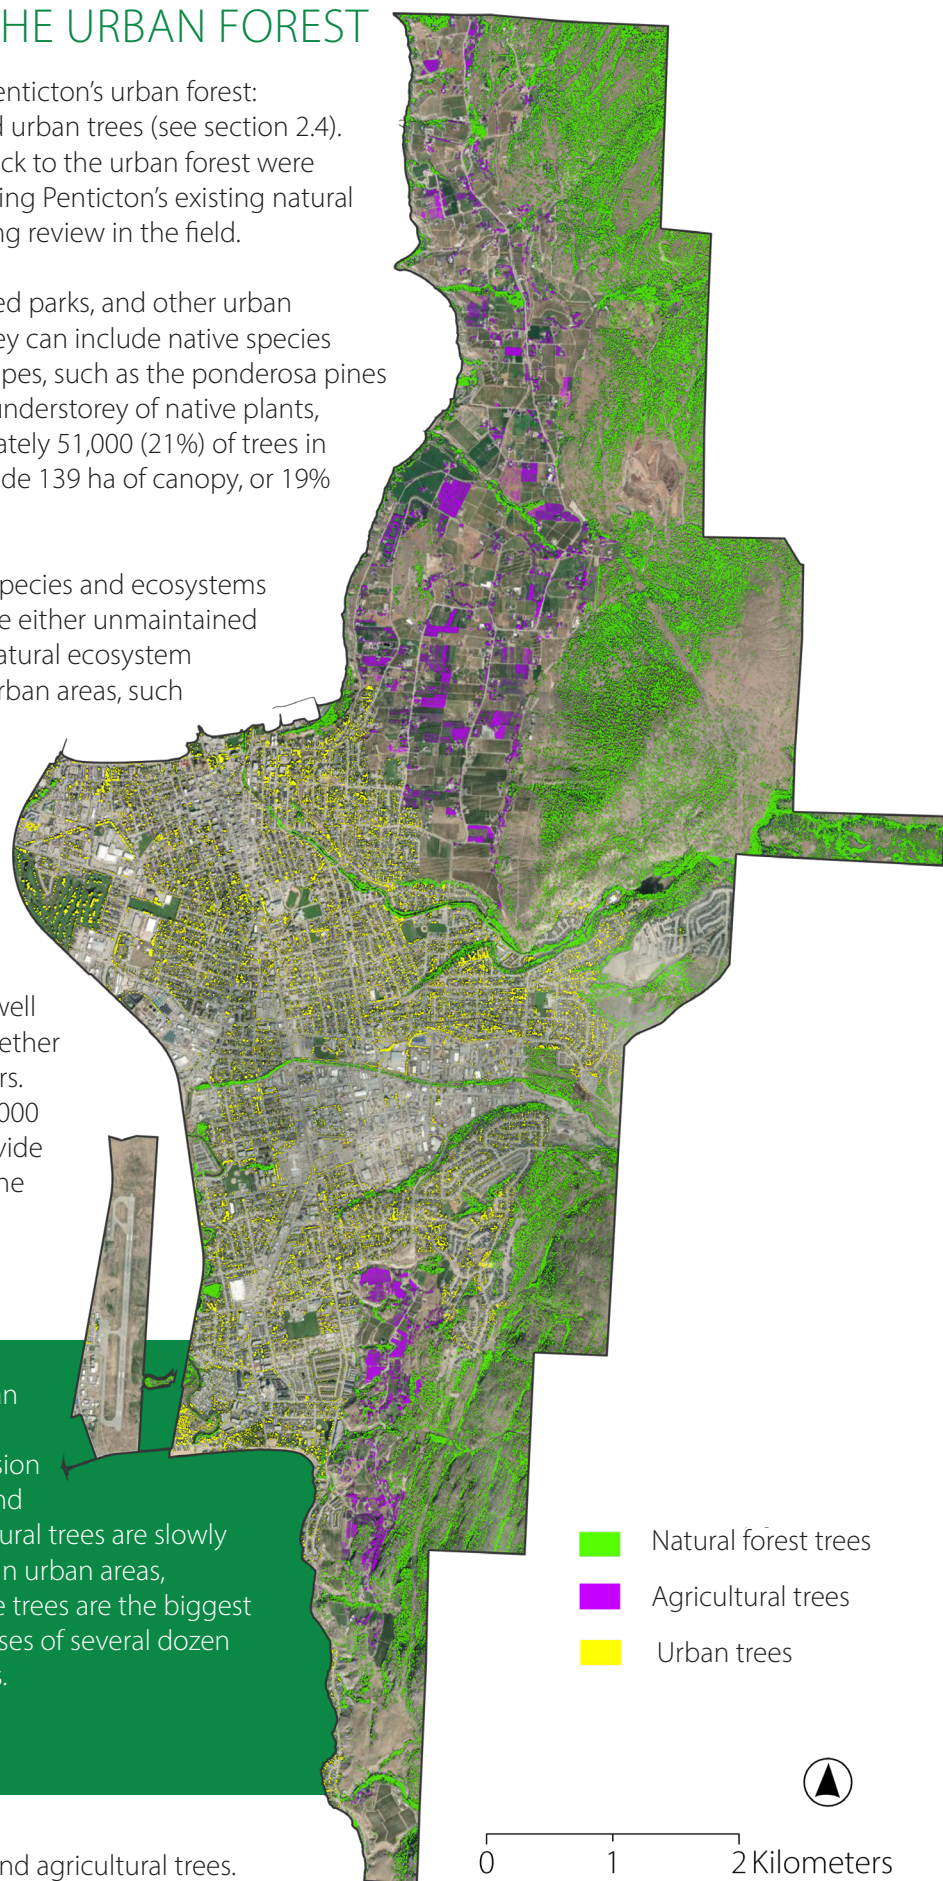 HE URBAN FOREST
enticton's urban forest:
d urban trees (see section 2.4).
ck to the urban forest were
ing Penticton's existing natural
ng review in the field.
ed parks, and other urban
ey can include native species
pes, such as the ponderosa pines
understorey of native plants,
ately 51,000 (21%) of trees in
de 139 ha of canopy, or 19%
species and ecosystems
e either unmaintained
atural ecosystem
rban areas, such
well
ether
rs.
000
vide
ne
an
sion
nd
ural trees are slowly
n urban areas,
e trees are the biggest
ses of several dozen
s.
Natural forest trees
Agricultural trees
Urban trees
0 1 2 Kilometers
nd agricultural trees.